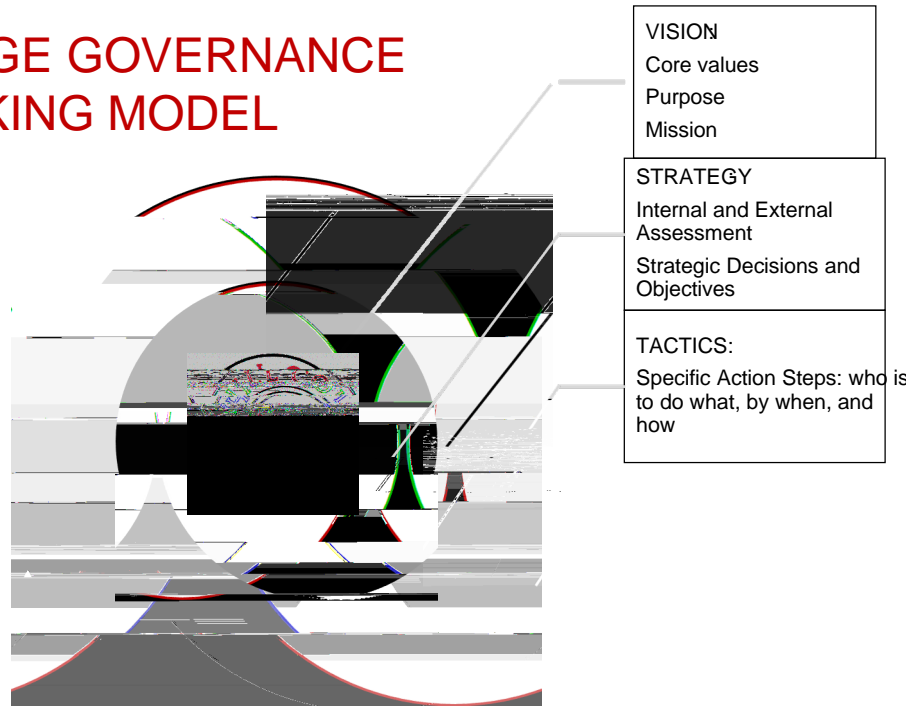 GE GOVERNANCE
KING MODEL
VISION
Core values
Purpose
Mission
STRATEGY
Internal and External
Assessment
Strategic Decisions and
Objectives
TACTICS:
Specific Action Steps: who is
to do what, by when, and
how